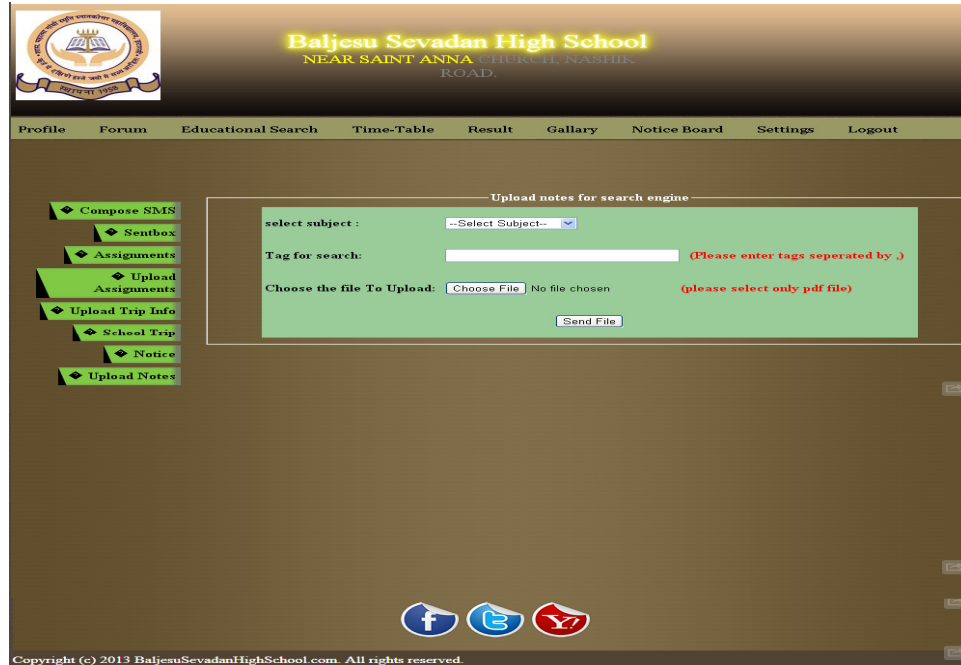 स्थापना 1958
Baljesu Sevadan High School
NEAR SAINT ANNA CHURCH, NASHIK
ROAD.
Profile Forum Educational Search Time-Table Result Gallary Notice Board Settings Logout
Compose SMS
Sentbox
Assignments
Upload
Assignments
Upload Trip Info
School Trip
Notice
Upload Notes
Upload notes for search engine
select subject :
--Select Subject--
Tag for search:
(Please enter tags seperated by ,)
Choose the file To Upload:
Choose File No file chosen
(please select only pdf file)
Send File
Copyright (c) 2013 BaljesuSevadanHighSchool.com. All rights reserved.